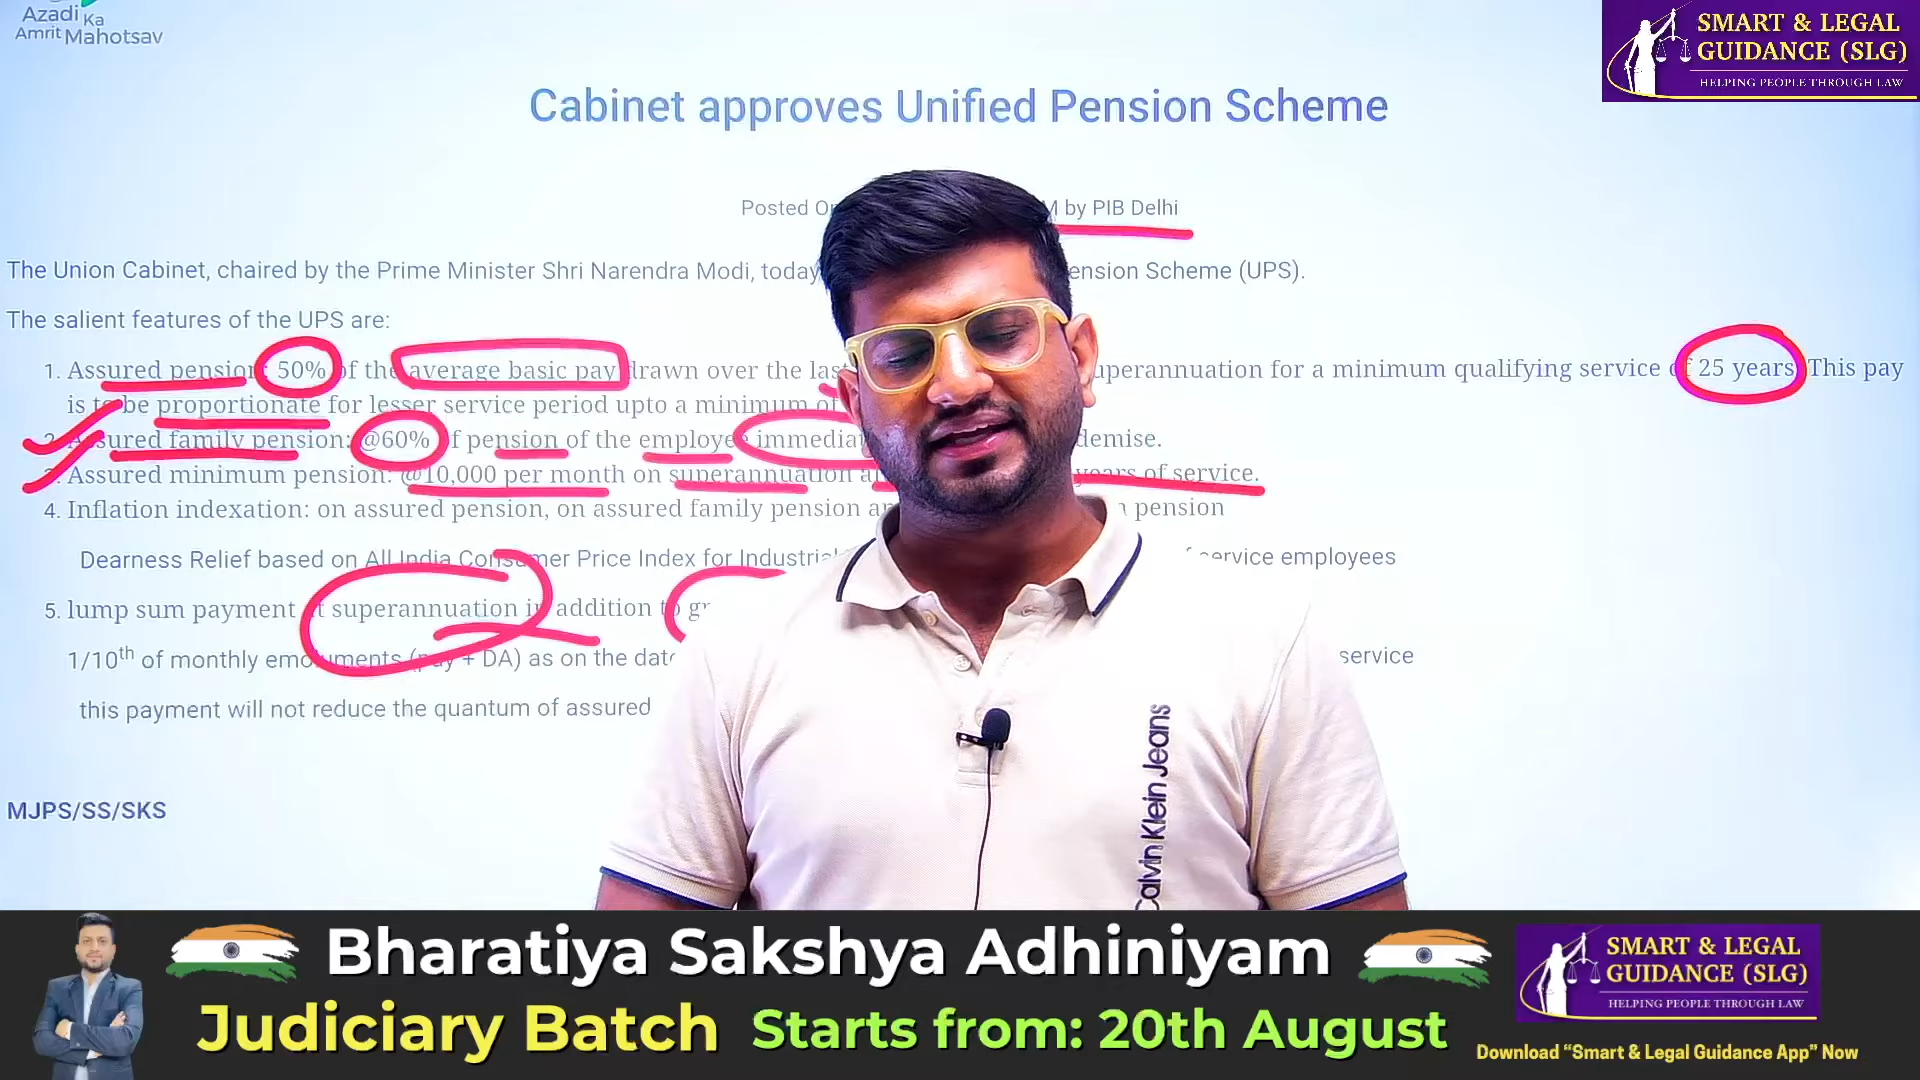 Azadi Ka
Amrit Mahotsav
SMART & LEGAL
GUIDANCE (SLG)
HELPING PEOPLE THROUGH LAW
Cabinet approves Unified Pension Scheme
Posted by PIB Delhi
The Union Cabinet, chaired by the Prime Minister Shri Narendra Modi, today Pension Scheme (UPS).
The salient features of the UPS are:
1. Assured pension: 50% of the average basic pay drawn over the last superannuation for a minimum qualifying service of 25 years. This pay
is to be proportionate for lesser service period upto a minimum of
2. Assured family pension: @60% of pension of the employee immediately demise.
3. Assured minimum pension: @10,000 per month on superannuation years of service.
4. Inflation indexation: on assured pension, on assured family pension pension
Dearness Relief based on All India Consumer Price Index for Industrial service employees
5. lump sum payment at superannuation in addition to
1/10th of monthly emoluments (pay + DA) as on the date service
this payment will not reduce the quantum of assured
MJPS/SS/SKS
Calvin Klein Jeans
Bharatiya Sakshya Adhiniyam
Judiciary Batch Starts from: 20th August
SMART & LEGAL
GUIDANCE (SLG)
HELPING PEOPLE THROUGH LAW
Download “Smart & Legal Guidance App” Now